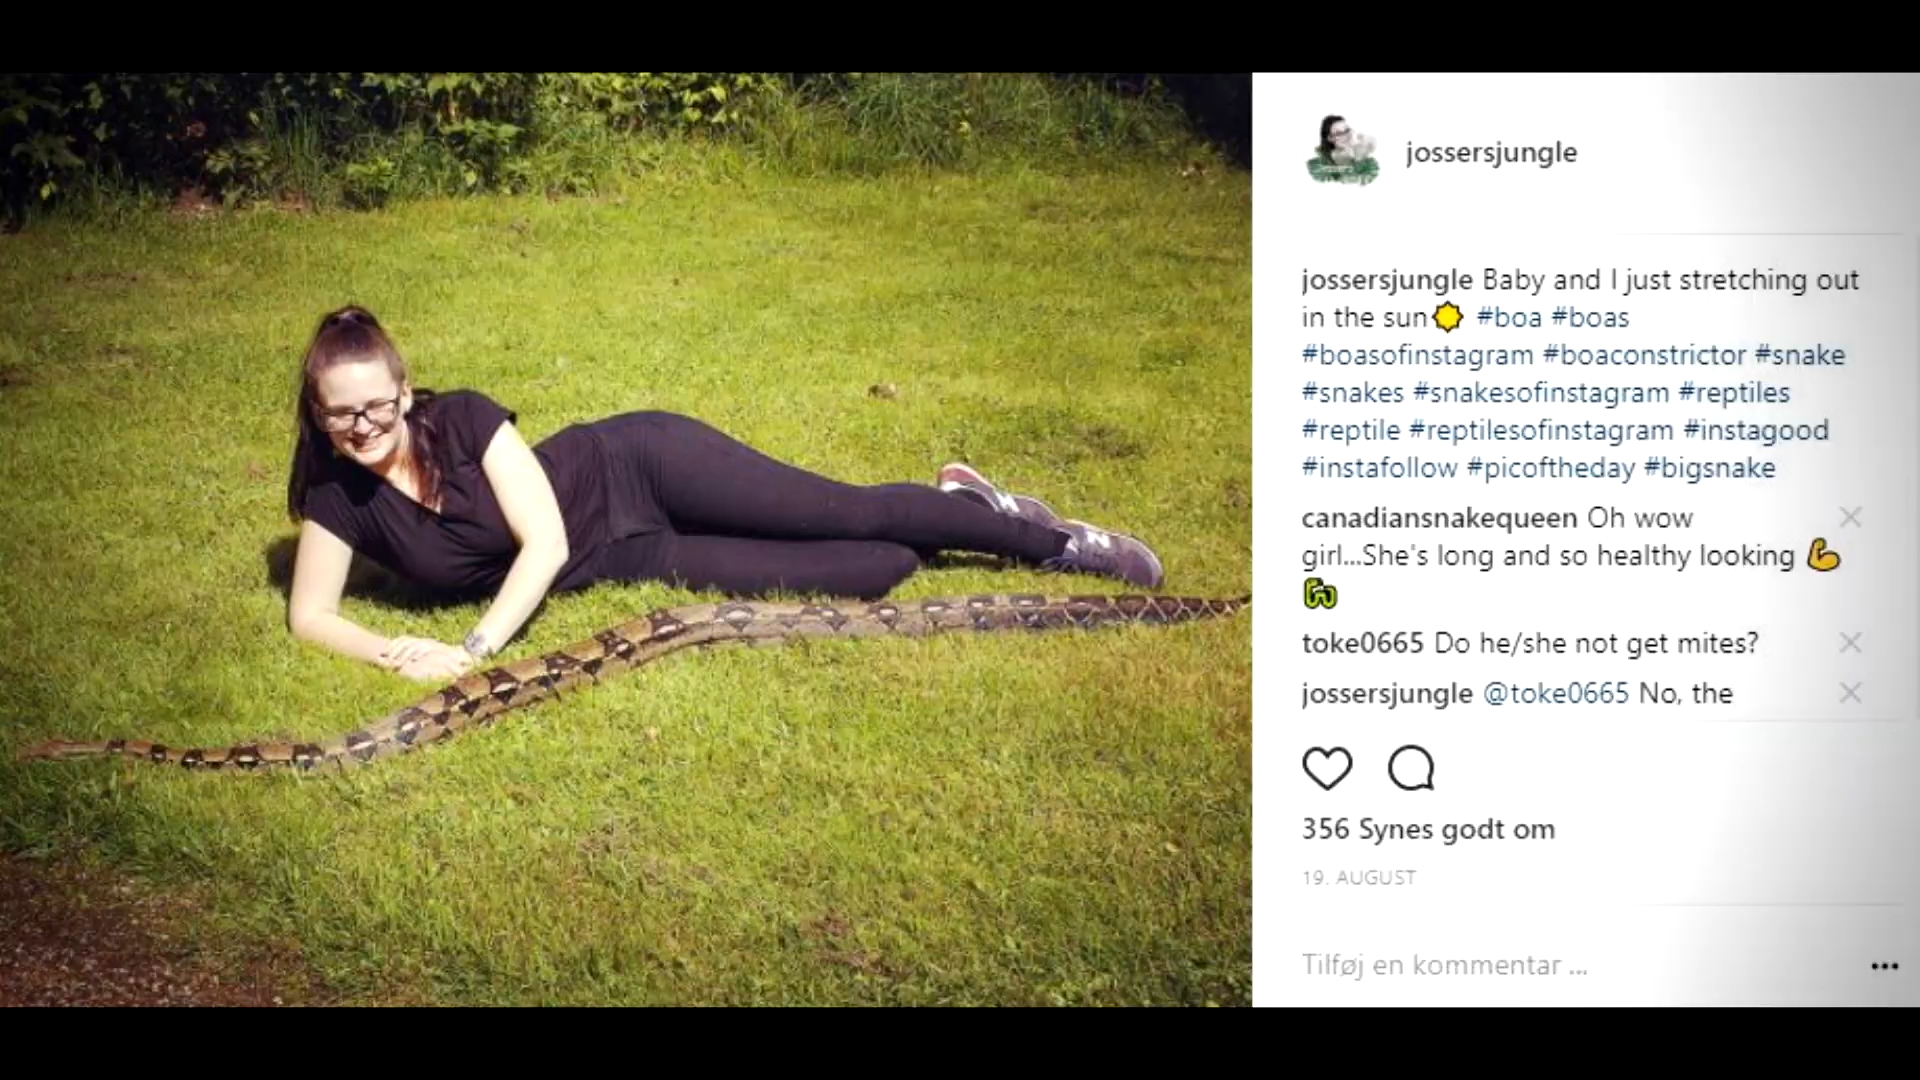 jossersjungle
jossersjungle Baby and I just stretching out
in the sun #boa #boas
#boasofinstagram #boaconstrictor #snake
#snakes #snakesofinstagram #reptiles
#reptile #reptilesofinstagram #instagood
#instafollow #picoftheday #bigsnake
canadiansnakequeen Oh wow
girl...She's long and so healthy looking
toke0665 Do he/she not get mites?
jossersjungle @toke0665 No, the
356 Synes godt om
19. AUGUST
Tilføj en kommentar ...